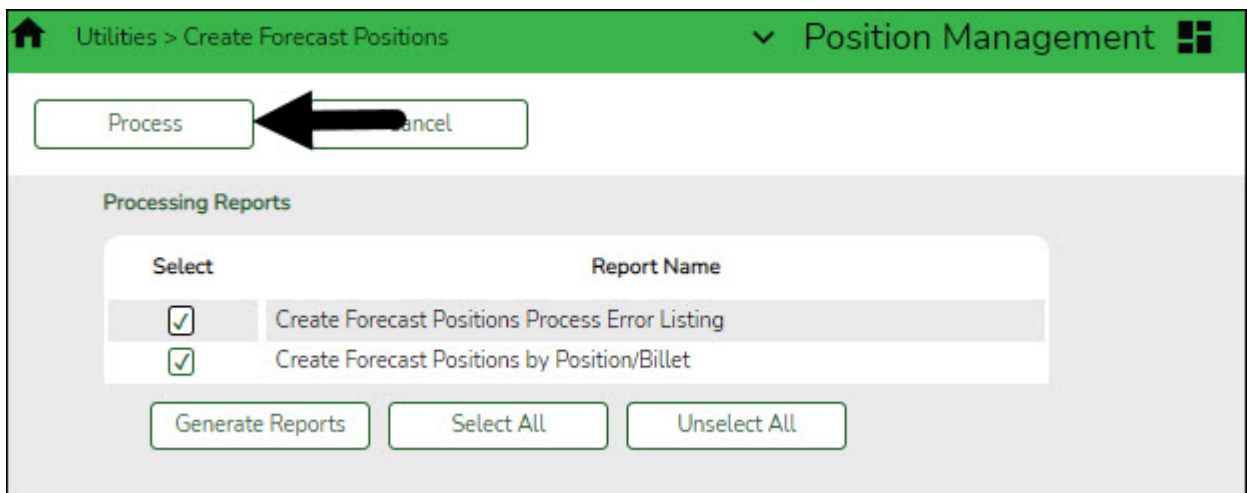 Utilities > Create Forecast Positions
Position Management
Process
Cancel
Processing Reports
Select Report Name
Create Forecast Positions Process Error Listing
Create Forecast Positions by Position/Billet
Generate Reports Select All Unselect All